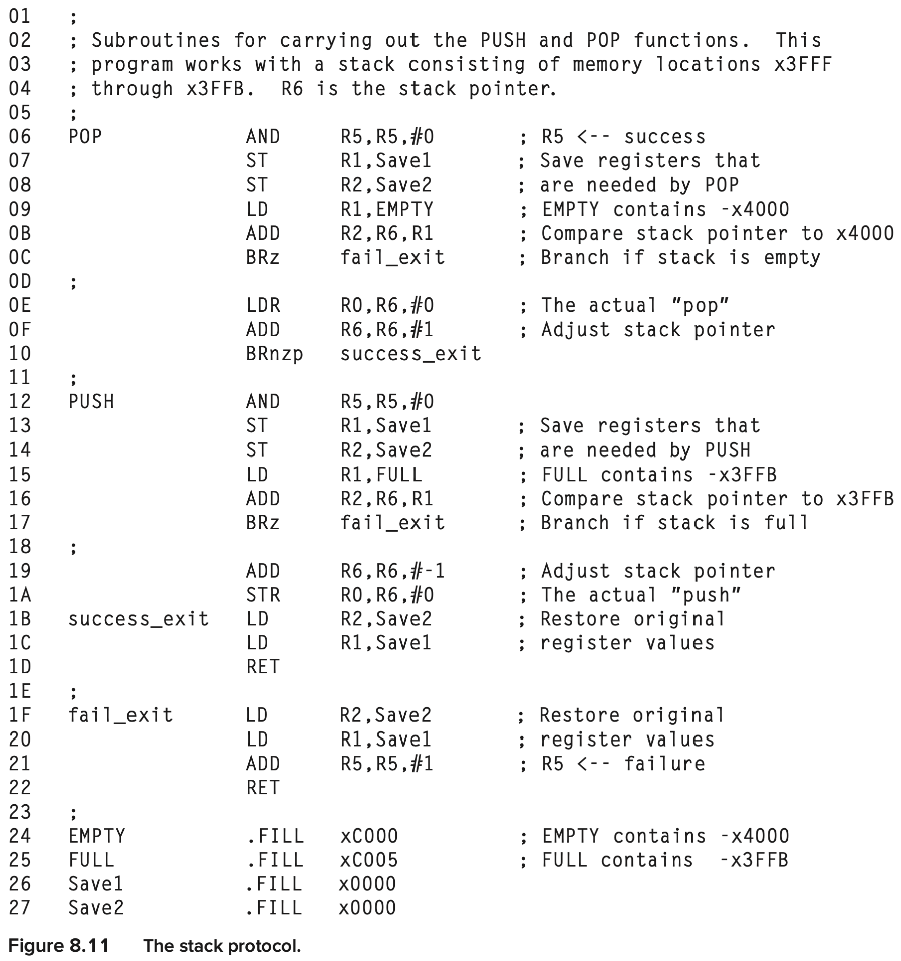 01 ;
02 ; Subroutines for carrying out the PUSH and POP functions. This
03 ; program works with a stack consisting of memory locations x3FFF
04 ; through x3FFB. R6 is the stack pointer.
05 ;
06 POP AND R5,R5,#0 ; R5 <-- success
07 ST R1,Save1 ; Save registers that
08 ST R2,Save2 ; are needed by POP
09 LD R1,EMPTY ; EMPTY contains -x4000
0B ADD R2,R6,R1 ; Compare stack pointer to x4000
0C BRz fail_exit ; Branch if stack is empty
0D ;
0E LDR R0,R6,#0 ; The actual "pop"
0F ADD R6,R6,#1 ; Adjust stack pointer
10 BRnzp success_exit
11 ;
12 PUSH AND R5,R5,#0
13 ST R1,Save1 ; Save registers that
14 ST R2,Save2 ; are needed by PUSH
15 LD R1,FULL ; FULL contains -x3FFB
16 ADD R2,R6,R1 ; Compare stack pointer to x3FFB
17 BRz fail_exit ; Branch if stack is full
18 ;
19 ADD R6,R6,#-1 ; Adjust stack pointer
1A STR R0,R6,#0 ; The actual "push"
1B success_exit LD R2,Save2 ; Restore original
1C LD R1,Save1 ; register values
1D RET
1E ;
1F fail_exit LD R2,Save2 ; Restore original
20 LD R1,Save1 ; register values
21 ADD R5,R5,#1 ; R5 <-- failure
22 RET
23 ;
24 EMPTY .FILL xC000 ; EMPTY contains -x4000
25 FULL .FILL xC005 ; FULL contains -x3FFB
26 Save1 .FILL x0000
27 Save2 .FILL x0000
Figure 8.11 The stack protocol.